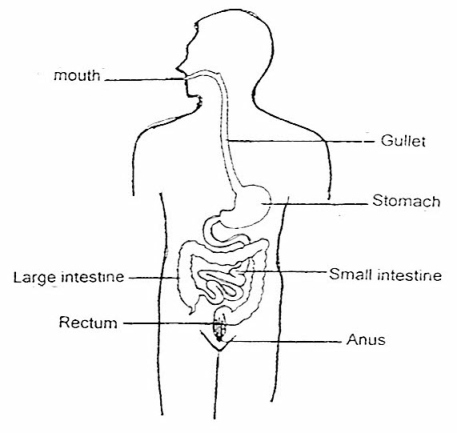 mouth
Gullet
Stomach
Large intestine
Small intestine
Rectum
Anus